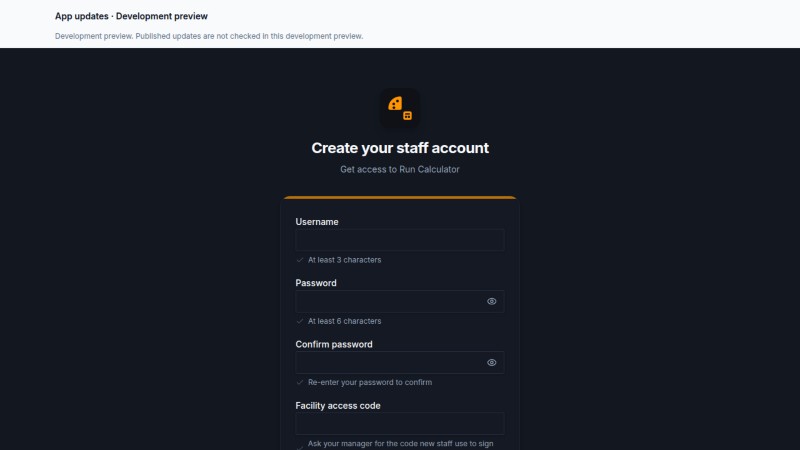 App updates · Development preview
Development preview. Published updates are not checked in this development preview.
Create your staff account
Get access to Run Calculator
Username
At least 3 characters
Password
At least 6 characters
Confirm password
Re-enter your password to confirm
Facility access code
Ask your manager for the code new staff use to sign